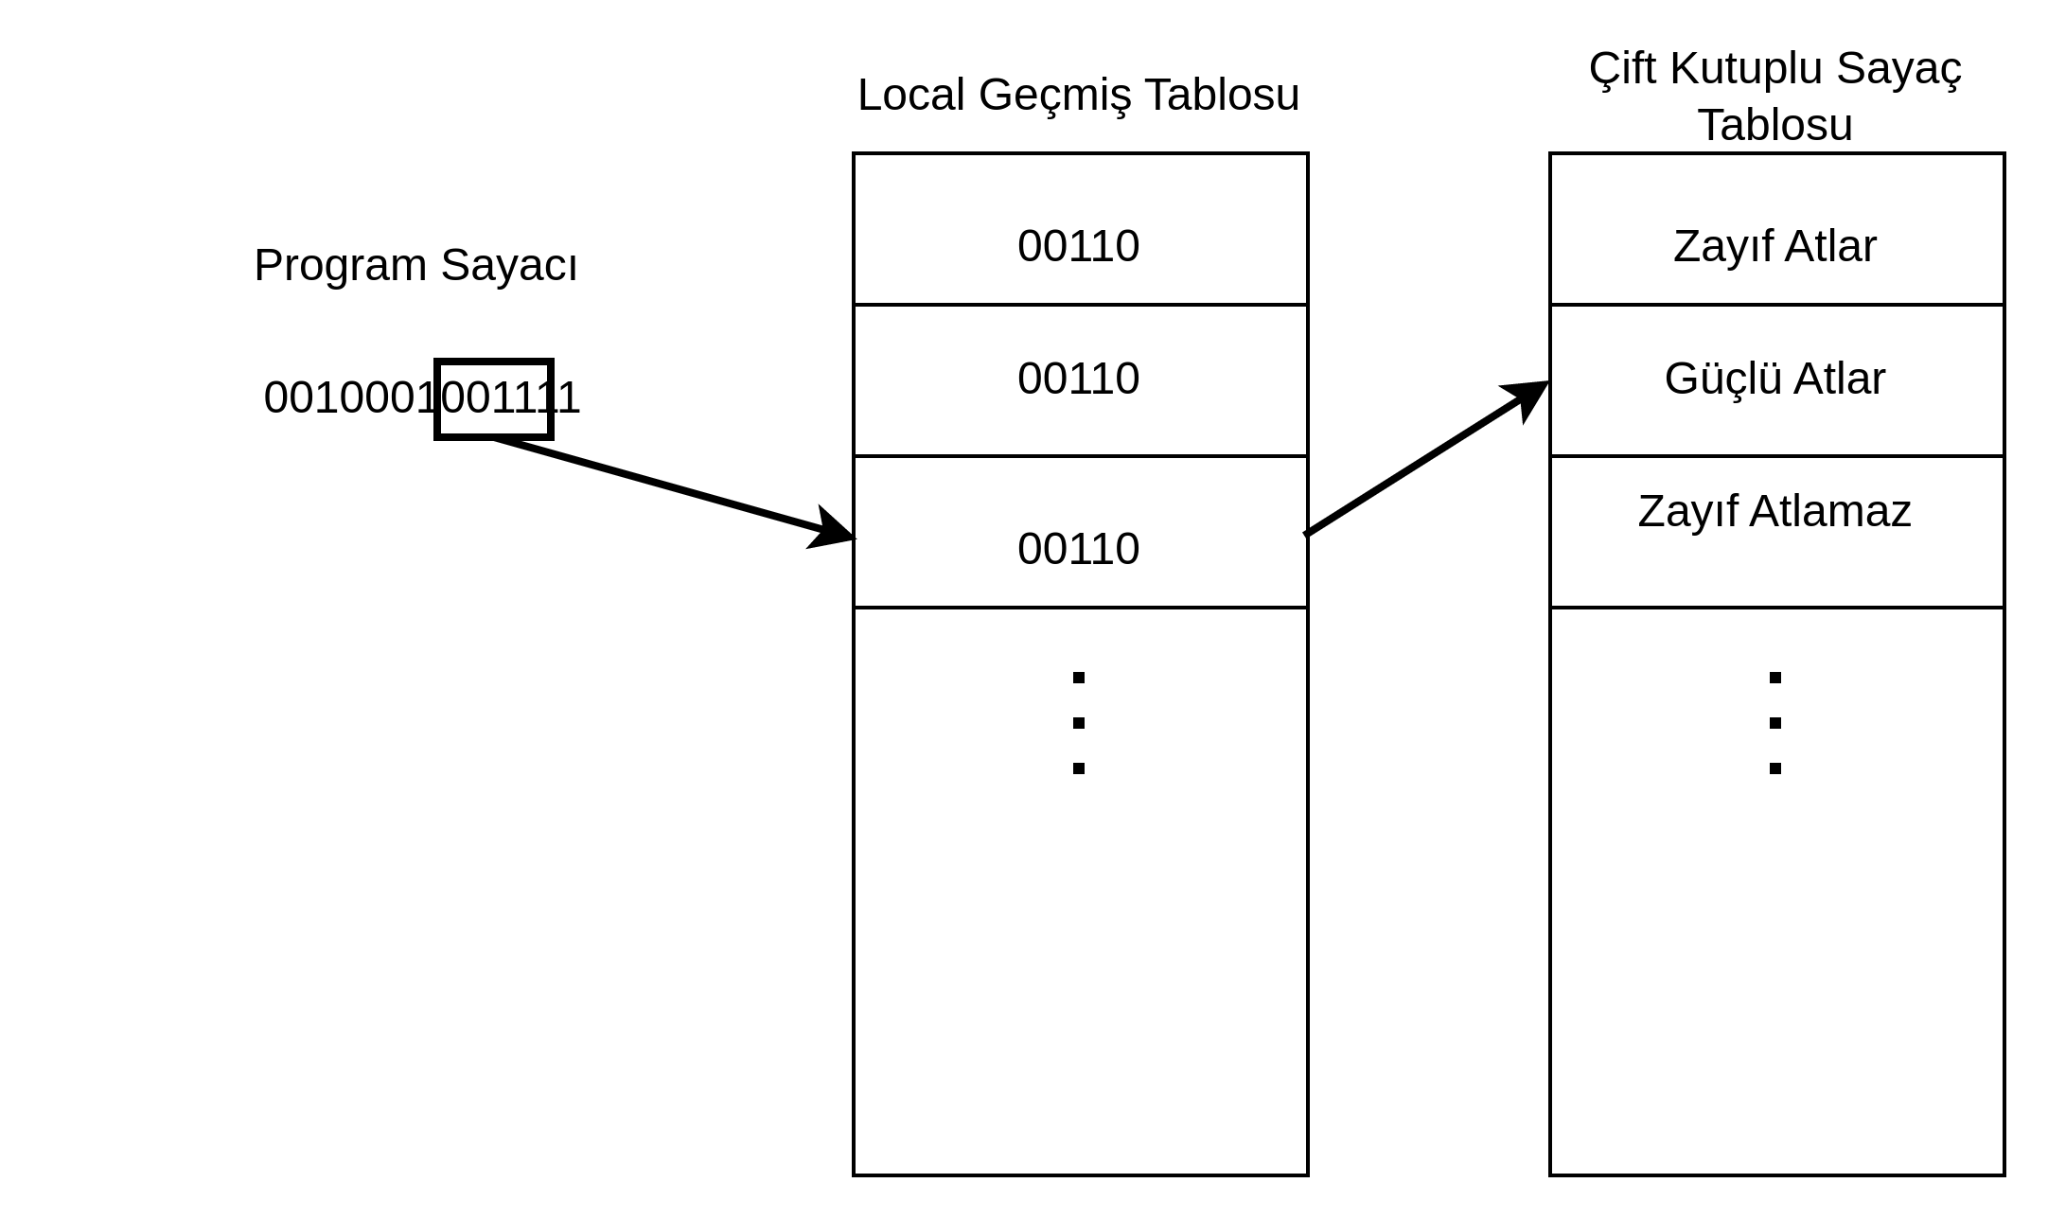 Local Geçmiş Tablosu
Çift Kutuplu Sayaç
Tablosu
Program Sayacı
0010001001111
00110
00110
00110
Zayıf Atlar
Güçlü Atlar
Zayıf Atlamaz